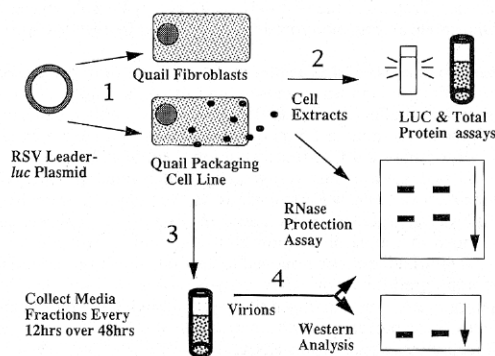 Quail Fibroblasts
1
2
Cell
Extracts
LUC & Total
Protein assays
RSV Leader-
luc Plasmid
Quail Packaging
Cell Line
RNase
Protection
Assay
3
4
Collect Media
Fractions Every
12hrs over 48hrs
Virions
Western
Analysis